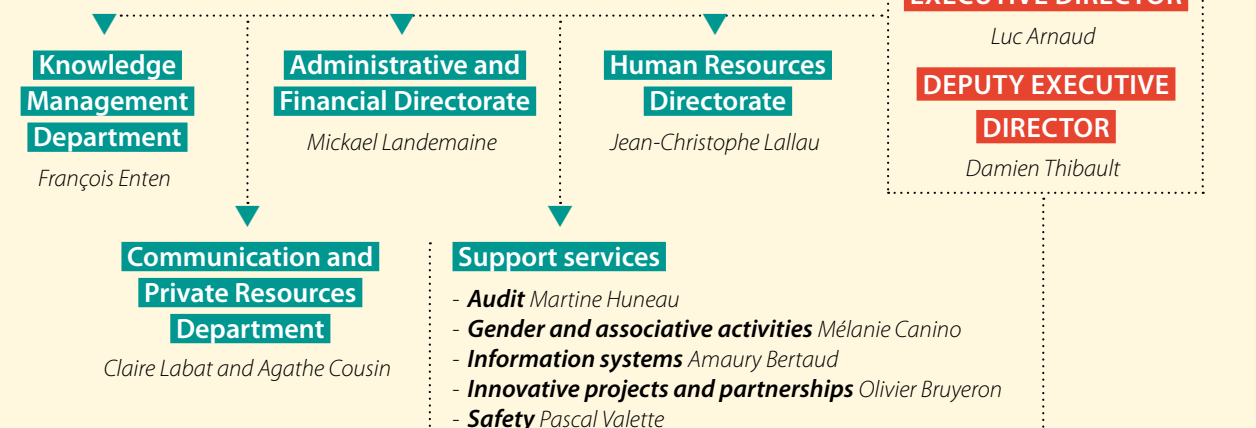 EXECUTIVE DIRECTOR
Luc Arnaud
DEPUTY EXECUTIVE
DIRECTOR
Damien Thibault
Knowledge
Management
Department
François Enten
Administrative and
Financial Directorate
Mickael Landemaine
Human Resources
Directorate
Jean-Christophe Lallau
Communication and
Private Resources
Department
Claire Labat and Agathe Cousin
Support services
- Audit Martine Huneau
- Gender and associative activities Mélanie Canino
- Information systems Amaury Bertaud
- Innovative projects and partnerships Olivier Bruyeron
- Safety Pascal Valette